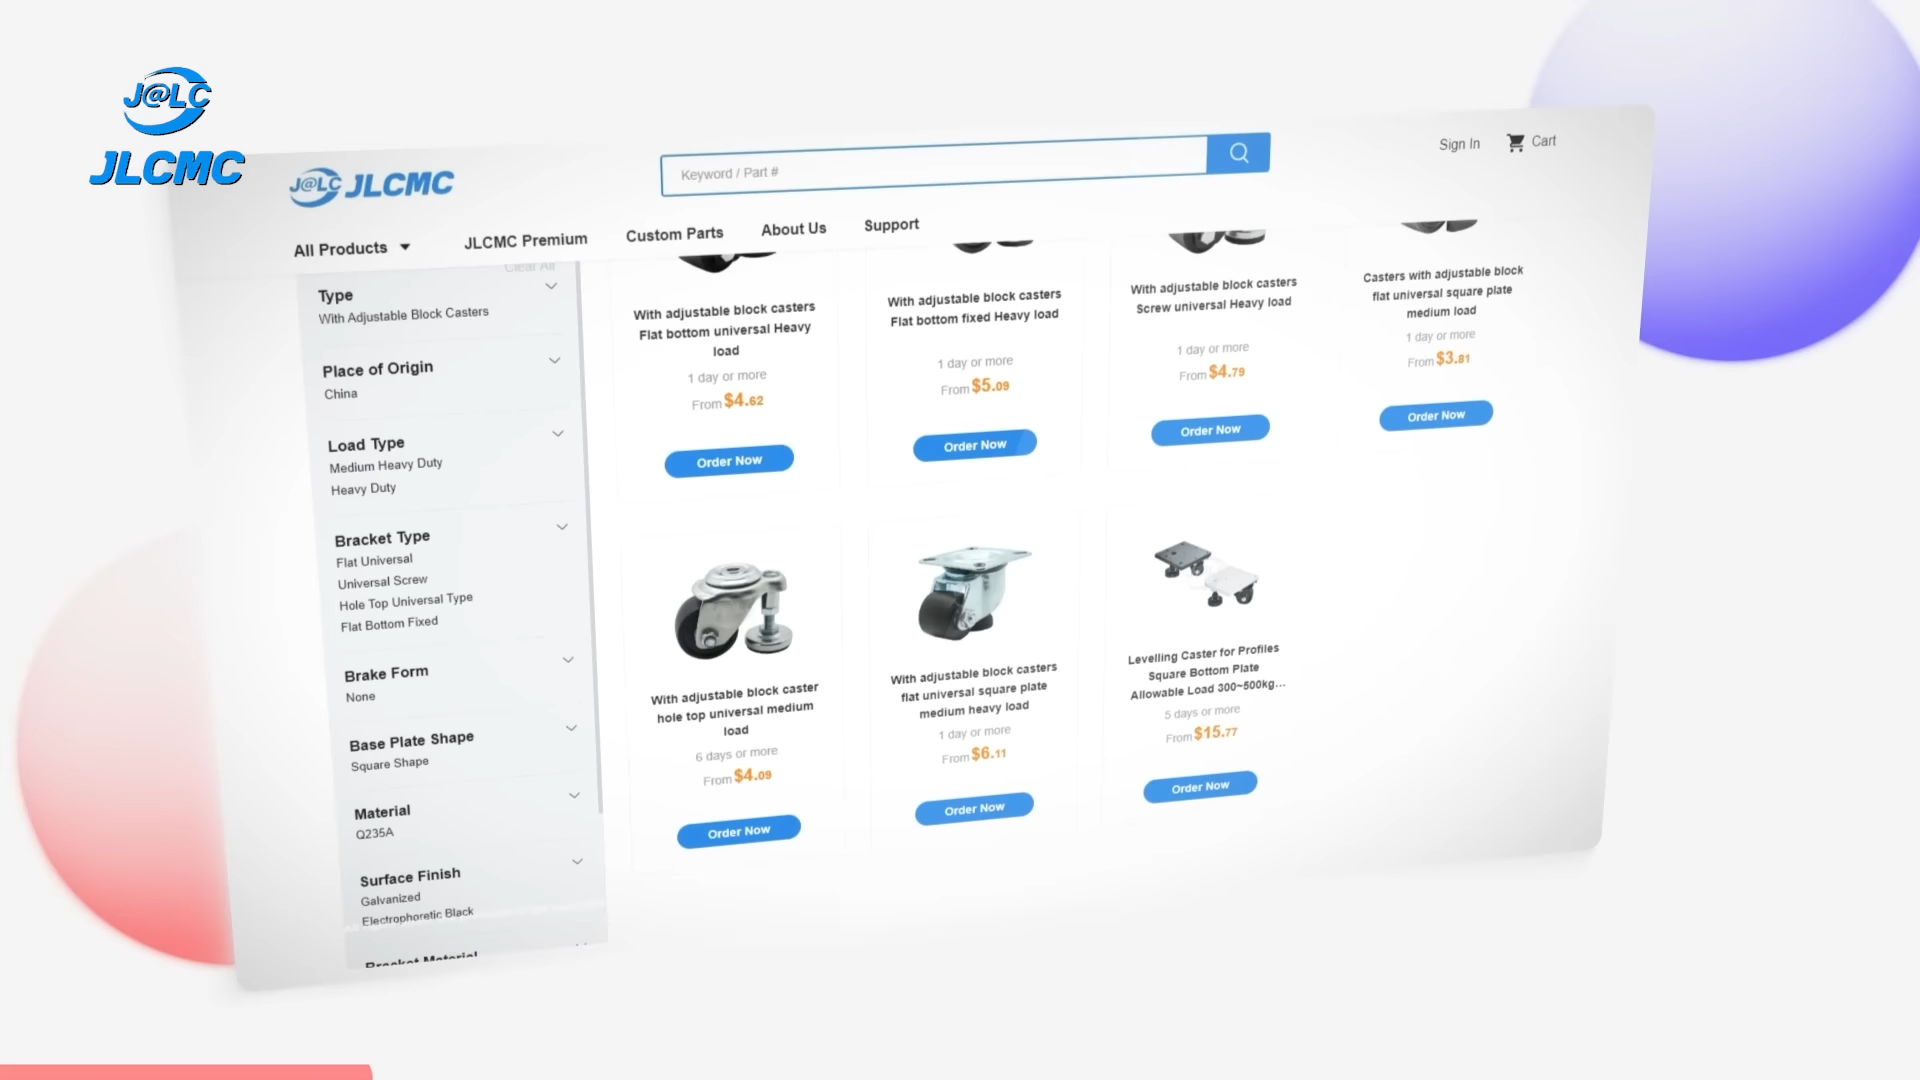 J@LC
JLCMC
J@LC JLCMC
Keyword / Part #
Sign In
Cart
All Products
JLCMC Premium
Custom Parts
About Us
Support
Clear All
Type
With Adjustable Block Casters
Place of Origin
China
Load Type
Medium Heavy Duty
Heavy Duty
Bracket Type
Flat Universal
Universal Screw
Hole Top Universal Type
Flat Bottom Fixed
Brake Form
None
Base Plate Shape
Square Shape
Material
Q235A
Surface Finish
Galvanized
Electrophoretic Black
Bracket Material
With adjustable block casters
Flat bottom universal Heavy
load
1 day or more
From $4.62
Order Now
With adjustable block casters
Flat bottom fixed Heavy load
1 day or more
From $5.09
Order Now
With adjustable block casters
Screw universal Heavy load
1 day or more
From $4.79
Order Now
Casters with adjustable block
flat universal square plate
medium load
1 day or more
From $3.81
Order Now
With adjustable block caster
hole top universal medium
load
6 days or more
From $4.09
Order Now
With adjustable block casters
flat universal square plate
medium heavy load
1 day or more
From $6.11
Order Now
Levelling Caster for Profiles
Square Bottom Plate
Allowable Load 300~500kg...
5 days or more
From $15.77
Order Now